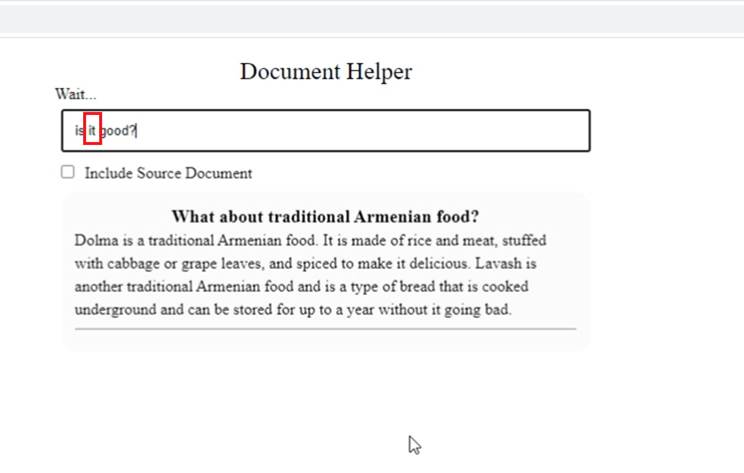 Document Helper
Wait...
is it good?
Include Source Document
What about traditional Armenian food?
Dolma is a traditional Armenian food. It is made of rice and meat, stuffed
with cabbage or grape leaves, and spiced to make it delicious. Lavash is
another traditional Armenian food and is a type of bread that is cooked
underground and can be stored for up to a year without it going bad.